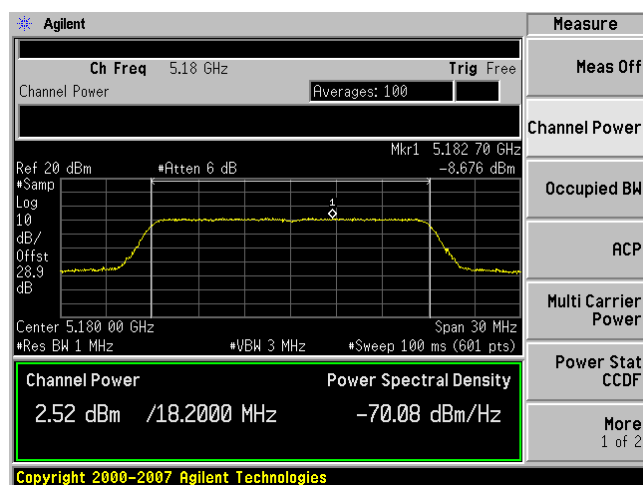 Agilent
Measure
Ch Freq 5.18 GHz Trig Free
Meas Off
Channel Power Averages: 100
Channel Power
Mkr1 5.182 70 GHz
Ref 20 dBm #Atten 6 dB -8.676 dBm
#Samp
Log
10
dB/
Offst
28.9
dB
1
Occupied BW
ACP
Multi Carrier
Power
Center 5.180 00 GHz Span 30 MHz
#Res BW 1 MHz #VBW 3 MHz #Sweep 100 ms (601 pts)
Power Stat
CCDF
Channel Power Power Spectral Density
2.52 dBm /18.2000 MHz -70.08 dBm/Hz
More
1 of 2
Copyright 2000-2007 Agilent Technologies